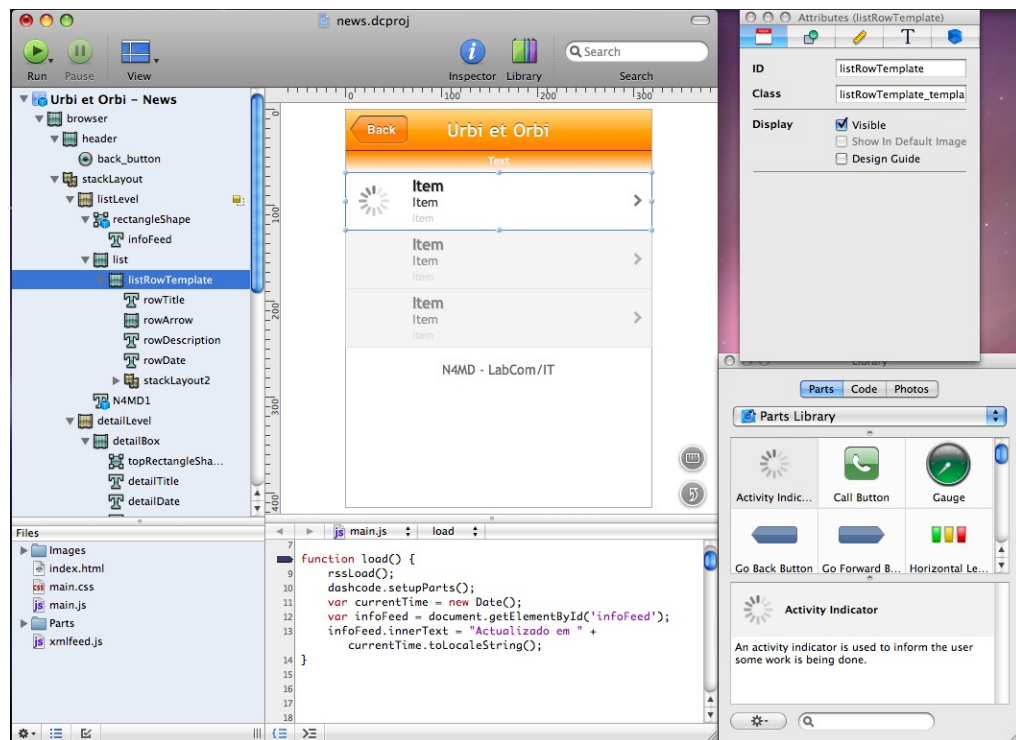 news.dcproj
Run Pause View Inspector Library Search
Search
Urbi et Orbi – News
browser
header
back_button
stackLayout
listLevel
rectangleShape
infoFeed
list
listRowTemplate
rowTitle
rowArrow
rowDescription
rowDate
stackLayout2
N4MD1
detailLevel
detailBox
topRectangleSha...
detailTitle
detailDate
Files
Images
index.html
main.css
main.js
Parts
xmlfeed.js
0 100 200 300
0
100
200
300
400
Back Urbi et Orbi
Text
Item
Item
Item
Item
Item
Item
Item
Item
Item
N4MD - LabCom/IT
js main.js load
7
function load() {
9 rssLoad();
10 dashcode.setupParts();
11 var currentTime = new Date();
12 var infoFeed = document.getElementById('infoFeed');
13 infoFeed.innerText = "Actualizado em " +
currentTime.toLocaleString();
14 }
15
16
17
18
Attributes (listRowTemplate)
T
ID listRowTemplate
Class listRowTemplate_templa
Display Visible
Show In Default Image
Design Guide
Library
Parts Code Photos
Parts Library
Activity Indic... Call Button Gauge
Go Back Button Go Forward B... Horizontal Le...
Activity Indicator
An activity indicator is used to inform the user
some work is being done.